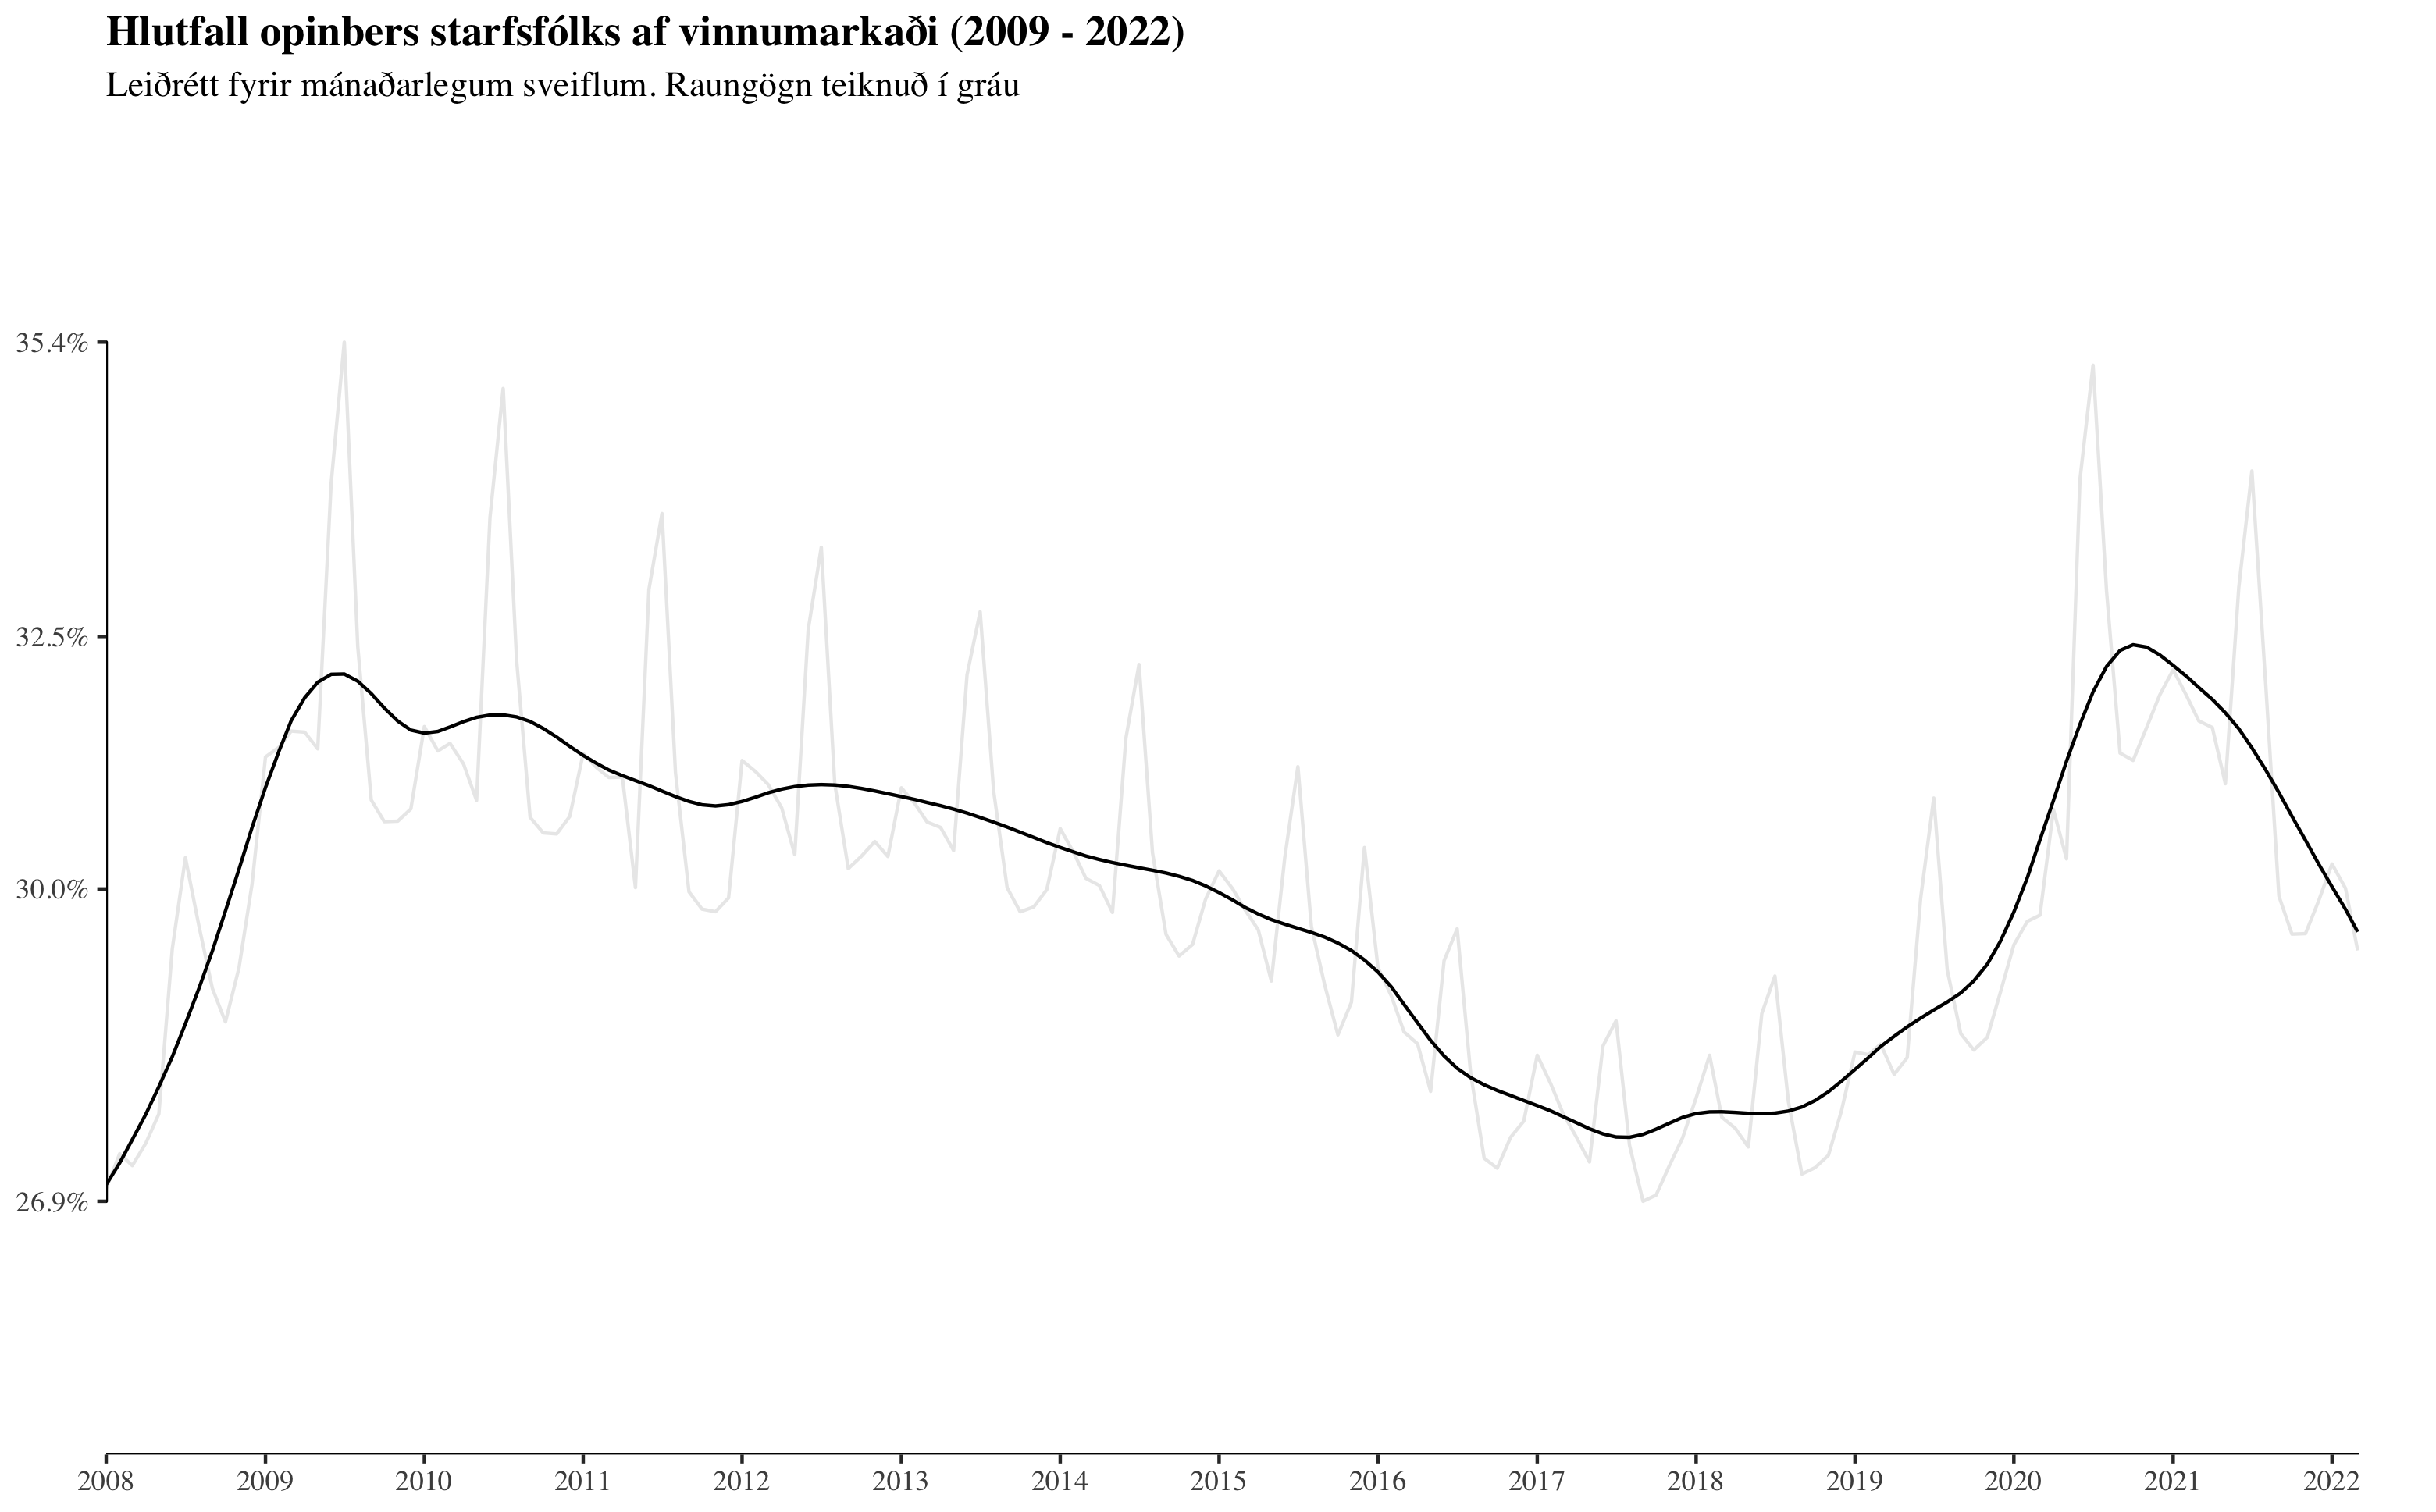 Hlutfall opinbers starfsfólks af vinnumarkaði (2009 - 2022)
Leiðrétt fyrir mánaðarlegum sveiflum. Raungögn teiknuð í gráu
35.4%
32.5%
30.0%
26.9%
2008 2009 2010 2011 2012 2013 2014 2015 2016 2017 2018 2019 2020 2021 2022